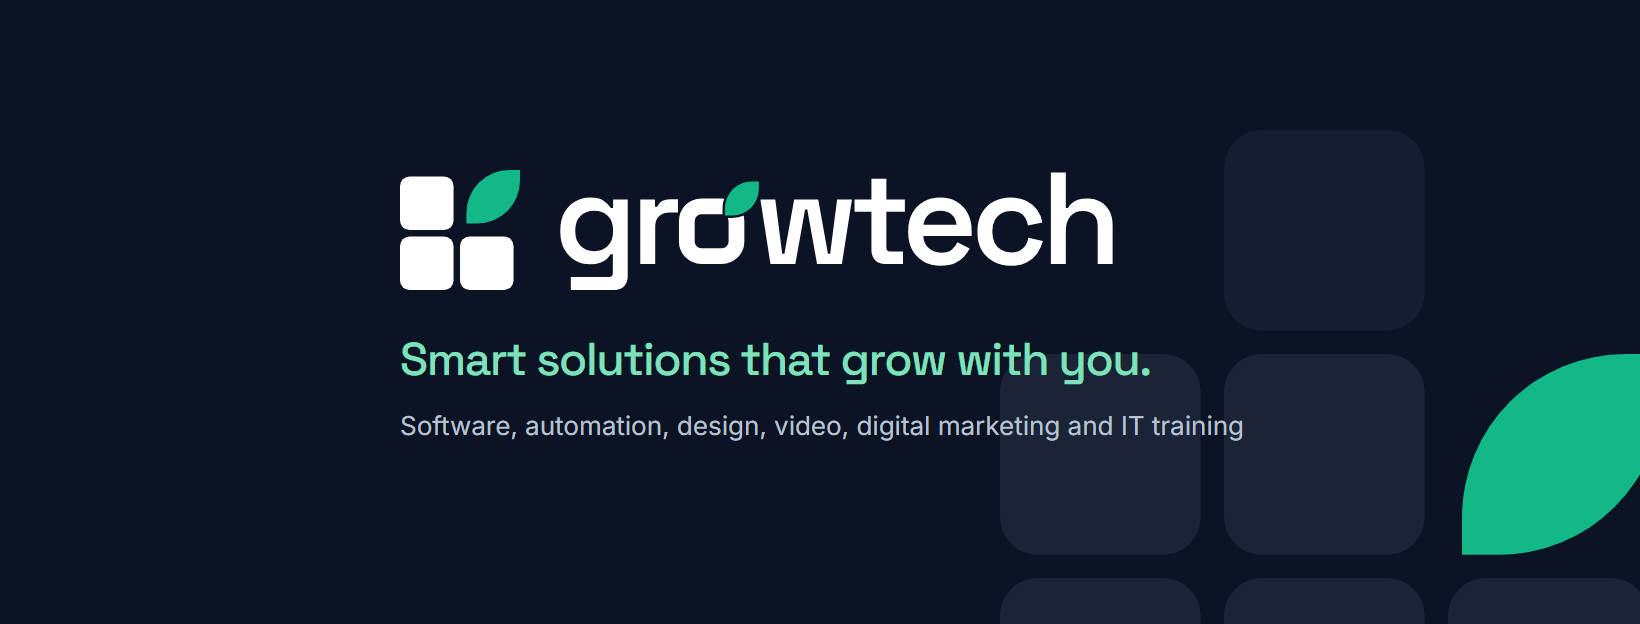 growtech
Smart solutions that grow with you.
Software, automation, design, video, digital marketing and IT training